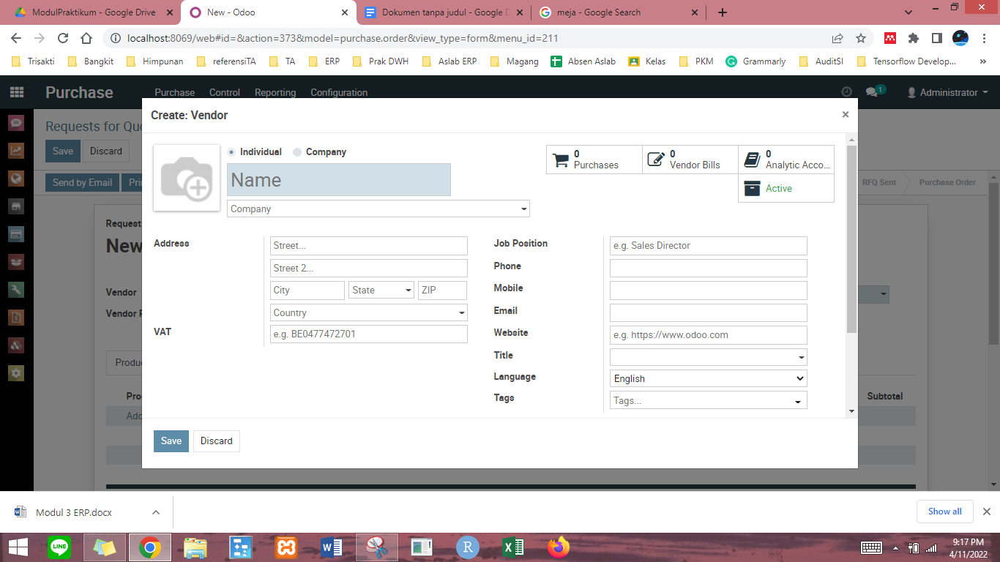 ModulPraktikum - Google Drive
New - Odoo
Dokumen tanpa judul - Google D
meja - Google Search
localhost:8069/web#id=&action=373&model=purchase.order&view_type=form&menu_id=211
Trisakti Bangkit Himpunan referensiTA TA ERP Prak DWH Aslab ERP Magang Absen Aslab Kelas PKM Grammarly AuditSI Tensorflow Develop... »
Purchase
Purchase Control Reporting Configuration
1
Administrator
Requests for Quo
Save Discard
Send by Email Prin
RFQ Sent Purchase Order
Request
New
Vendor
Vendor R
Produc
Pro
Subtotal
Add
Create: Vendor
×
Individual Company
Name
Company
0
Purchases
0
Vendor Bills
0
Analytic Acco...
Active
Address
Street...
Street 2...
City State ZIP
Country
VAT e.g. BE0477472701
Job Position e.g. Sales Director
Phone
Mobile
Email
Website e.g. https://www.odoo.com
Title
Language English
Tags Tags...
Save Discard
Modul 3 ERP.docx
Show all
LINE
R
9:17 PM
4/11/2022